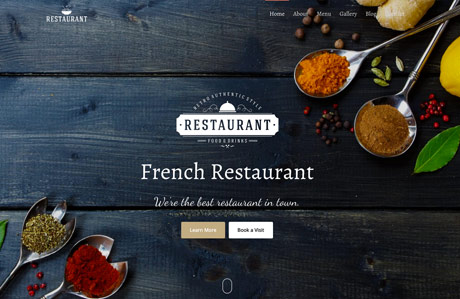 RESTAURANT
Home About Menu Gallery Blog
RETRO AUTHENTIC STYLE
RESTAURANT
FOOD & DRINKS
French Restaurant
We're the best restaurant in town.
Learn More
Book a Visit